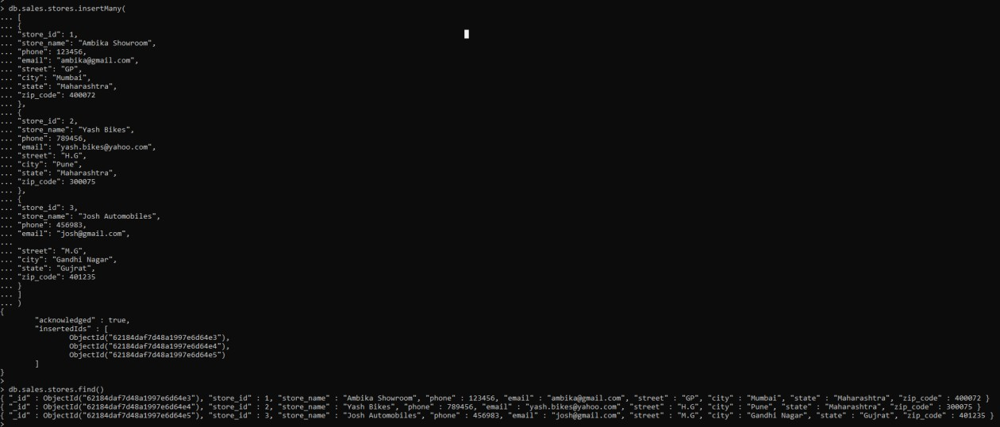 > db.sales.stores.insertMany(
... [
... {
... "store_id": 1,
... "store_name": "Ambika Showroom",
... "phone": 123456,
... "email": "ambika@gmail.com",
... "street": "GP",
... "city": "Mumbai",
... "state": "Maharashtra",
... "zip_code": 400072
... },
... {
... "store_id": 2,
... "store_name": "Yash Bikes",
... "phone": 789456,
... "email": "yash.bikes@yahoo.com",
... "street": "H.G",
... "city": "Pune",
... "state": "Maharashtra",
... "zip_code": 300075
... },
... {
... "store_id": 3,
... "store_name": "Josh Automobiles",
... "phone": 456983,
... "email": "josh@gmail.com",
...
... "street": "M.G",
... "city": "Gandhi Nagar",
... "state": "Gujrat",
... "zip_code": 401235
... }
... ]
... )
{
        "acknowledged" : true,
        "insertedIds" : [
                ObjectId("62184daf7d48a1997e6d64e3"),
                ObjectId("62184daf7d48a1997e6d64e4"),
                ObjectId("62184daf7d48a1997e6d64e5")
        ]
}
>
> db.sales.stores.find()
{ "_id" : ObjectId("62184daf7d48a1997e6d64e3"), "store_id" : 1, "store_name" : "Ambika Showroom", "phone" : 123456, "email" : "ambika@gmail.com", "street" : "GP", "city" : "Mumbai", "state" : "Maharashtra", "zip_code" : 400072 }
{ "_id" : ObjectId("62184daf7d48a1997e6d64e4"), "store_id" : 2, "store_name" : "Yash Bikes", "phone" : 789456, "email" : "yash.bikes@yahoo.com", "street" : "H.G", "city" : "Pune", "state" : "Maharashtra", "zip_code" : 300075 }
{ "_id" : ObjectId("62184daf7d48a1997e6d64e5"), "store_id" : 3, "store_name" : "Josh Automobiles", "phone" : 456983, "email" : "josh@gmail.com", "street" : "M.G", "city" : "Gandhi Nagar", "state" : "Gujrat", "zip_code" : 401235 }
>